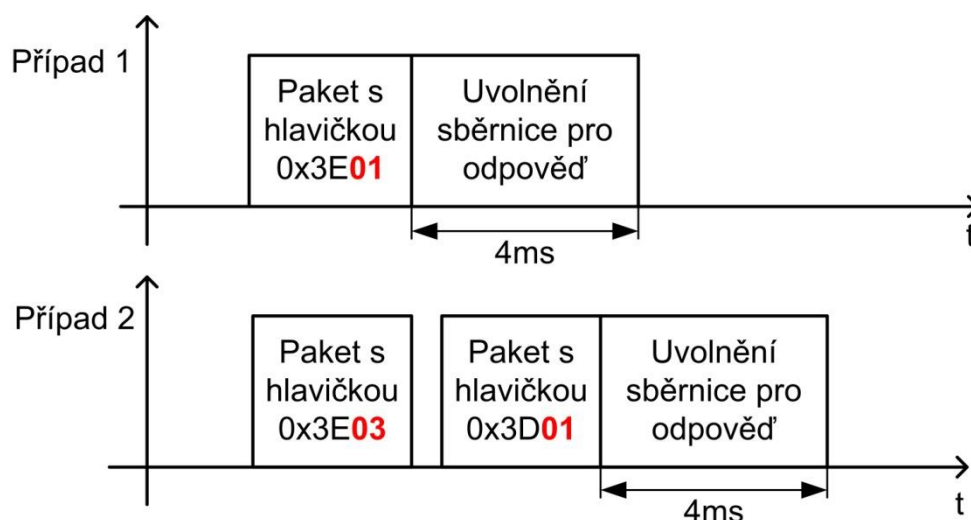 Případ 1
Paket s
hlavičkou
0x3E01
Uvolnění
sběrnice pro
odpověď
4ms
t
Případ 2
Paket s
hlavičkou
0x3E03
Paket s
hlavičkou
0x3D01
Uvolnění
sběrnice pro
odpověď
4ms
t